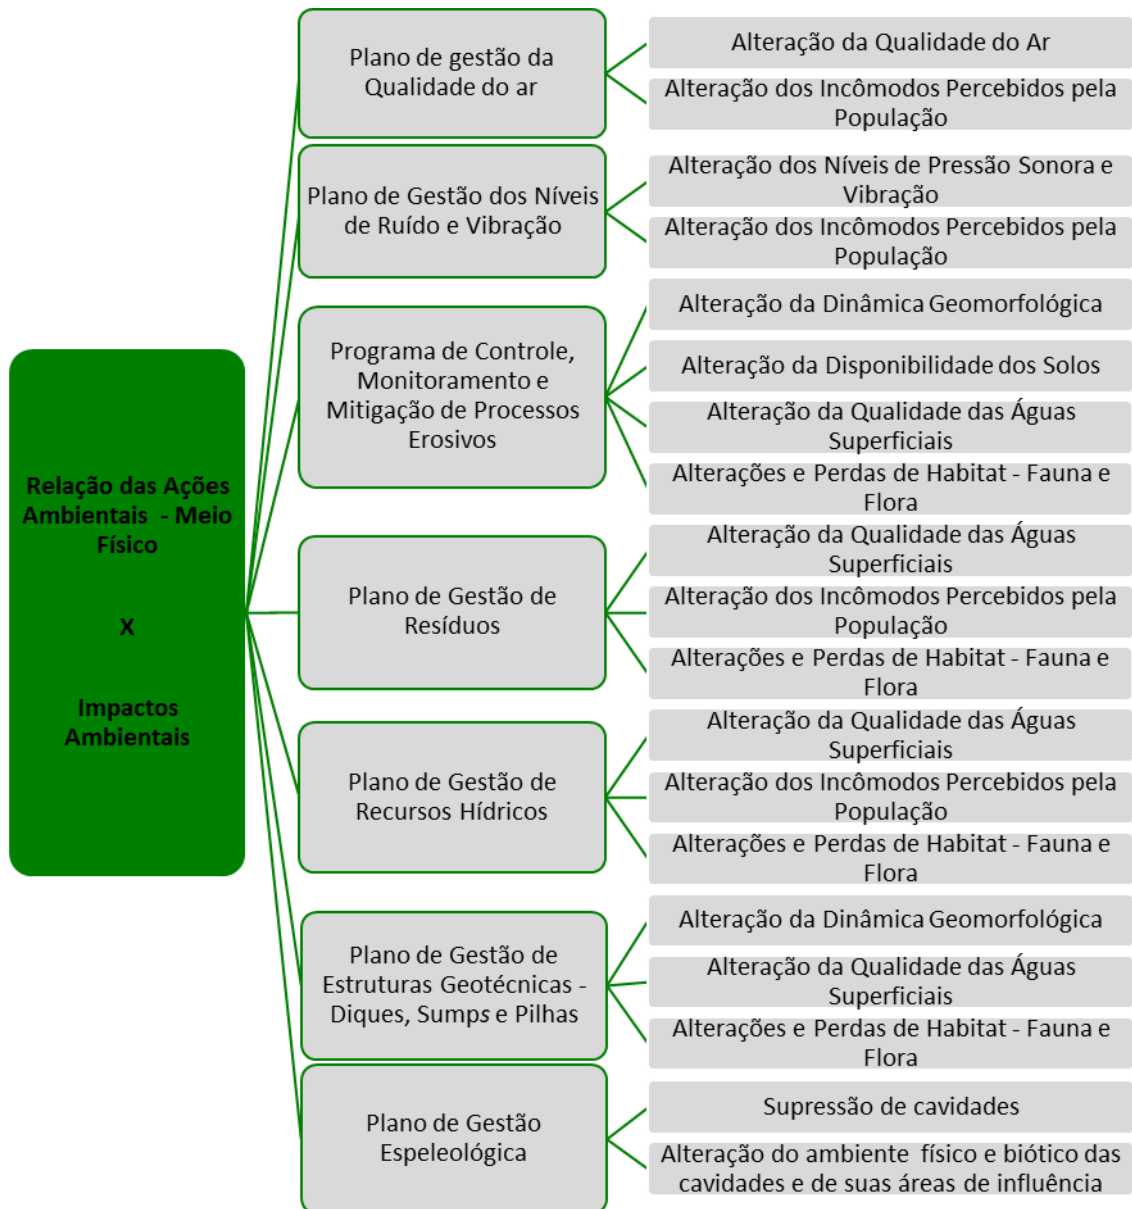 Relação das Ações
Ambientais - Meio
Físico
X
Impactos
Ambientais
Plano de gestão da
Qualidade do ar
Alteração da Qualidade do Ar
Alteração dos Incômodos Percebidos pela
População
Plano de Gestão dos Níveis
de Ruído e Vibração
Alteração dos Níveis de Pressão Sonora e
Vibração
Alteração dos Incômodos Percebidos pela
População
Programa de Controle,
Monitoramento e
Mitigação de Processos
Erosivos
Alteração da Dinâmica Geomorfológica
Alteração da Disponibilidade dos Solos
Alteração da Qualidade das Águas
Superficiais
Alterações e Perdas de Habitat - Fauna e
Flora
Plano de Gestão de
Resíduos
Alteração da Qualidade das Águas
Superficiais
Alteração dos Incômodos Percebidos pela
População
Alterações e Perdas de Habitat - Fauna e
Flora
Plano de Gestão de
Recursos Hídricos
Alteração da Qualidade das Águas
Superficiais
Alteração dos Incômodos Percebidos pela
População
Alterações e Perdas de Habitat - Fauna e
Flora
Plano de Gestão de
Estruturas Geotécnicas -
Diques, Sumps e Pilhas
Alteração da Dinâmica Geomorfológica
Alteração da Qualidade das Águas
Superficiais
Alterações e Perdas de Habitat - Fauna e
Flora
Plano de Gestão
Espeleológica
Supressão de cavidades
Alteração do ambiente físico e biótico das
cavidades e de suas áreas de influência